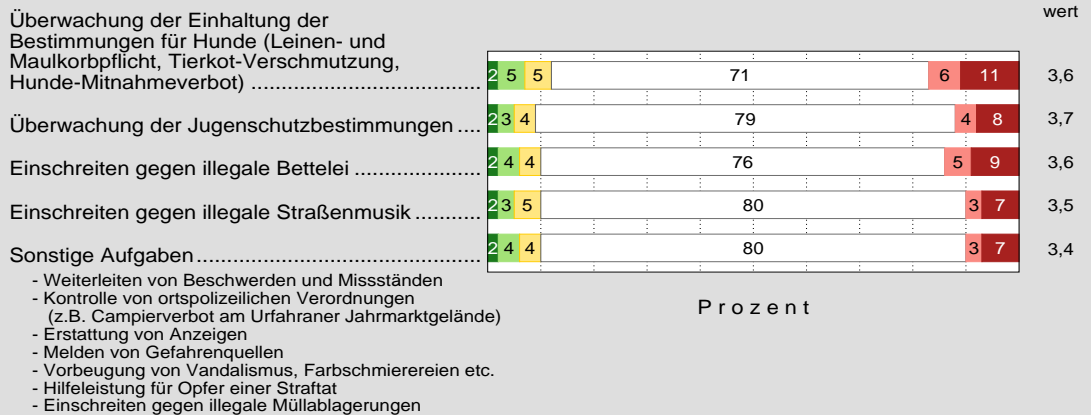 wert
Überwachung der Einhaltung der
Bestimmungen für Hunde (Leinen- und
Maulkorbpflicht, Tierkot-Verschmutzung,
Hunde-Mitnahmeverbot) ........................................ 2 5 5 71 6 11 3,6
Überwachung der Jugenschutzbestimmungen .... 2 3 4 79 4 8 3,7
Einschreiten gegen illegale Bettelei ...................... 2 4 4 76 5 9 3,6
Einschreiten gegen illegale Straßenmusik ............ 2 3 5 80 3 7 3,5
Sonstige Aufgaben ................................................. 2 4 4 80 3 7 3,4
- Weiterleiten von Beschwerden und Missständen
- Kontrolle von ortspolizeilichen Verordnungen
(z.B. Campierverbot am Urfahraner Jahrmarktgelände)
- Erstattung von Anzeigen
- Melden von Gefahrenquellen
- Vorbeugung von Vandalismus, Farbschmierereien etc.
- Hilfeleistung für Opfer einer Straftat
- Einschreiten gegen illegale Müllablagerungen
Prozent